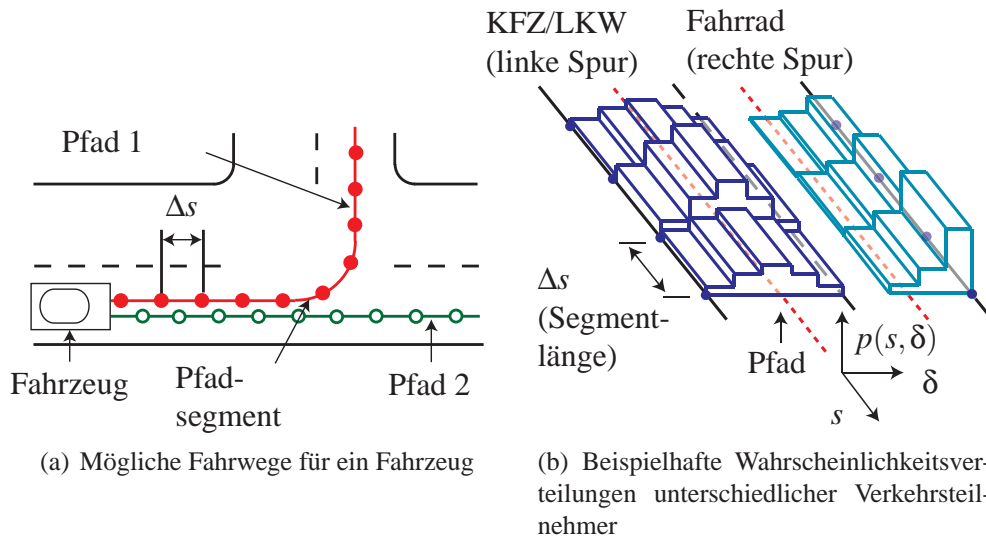 Pfad 1
Δs
Fahrzeug
Pfad-
segment
Pfad 2
(a) Mögliche Fahrwege für ein Fahrzeug
KFZ/LKW
(linke Spur)
Fahrrad
(rechte Spur)
Δs
(Segment-
länge)
Pfad
p(s, δ)
δ
s
(b) Beispielhafte Wahrscheinlichkeitsver-
teilungen unterschiedlicher Verkehrsteil-
nehmer